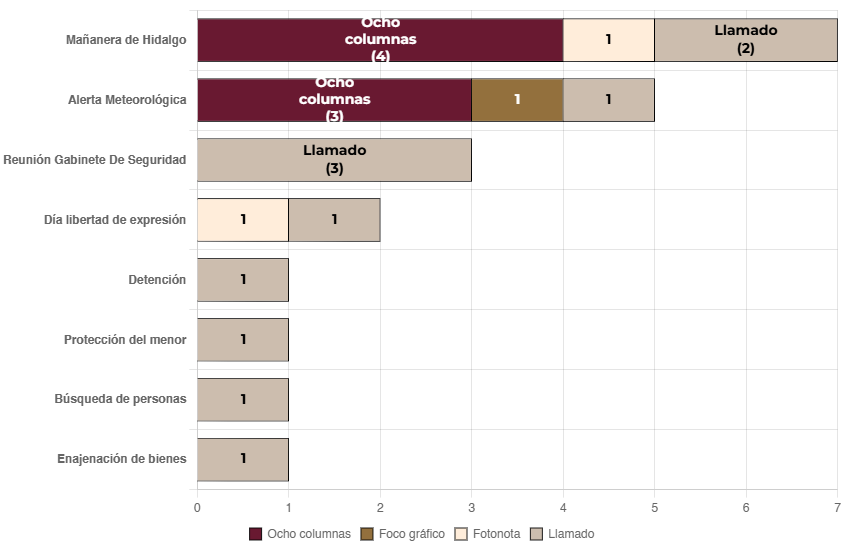 Mañanera de Hidalgo
Ocho
columnas
(4)
1
Llamado
(2)
Alerta Meteorológica
Ocho
columnas
(3)
1
1
Reunión Gabinete De Seguridad
Llamado
(3)
Día libertad de expresión
1
1
Detención
1
Protección del menor
1
Búsqueda de personas
1
Enajenación de bienes
1
0 1 2 3 4 5 6 7
Ocho columnas Foco gráfico Fotonota Llamado